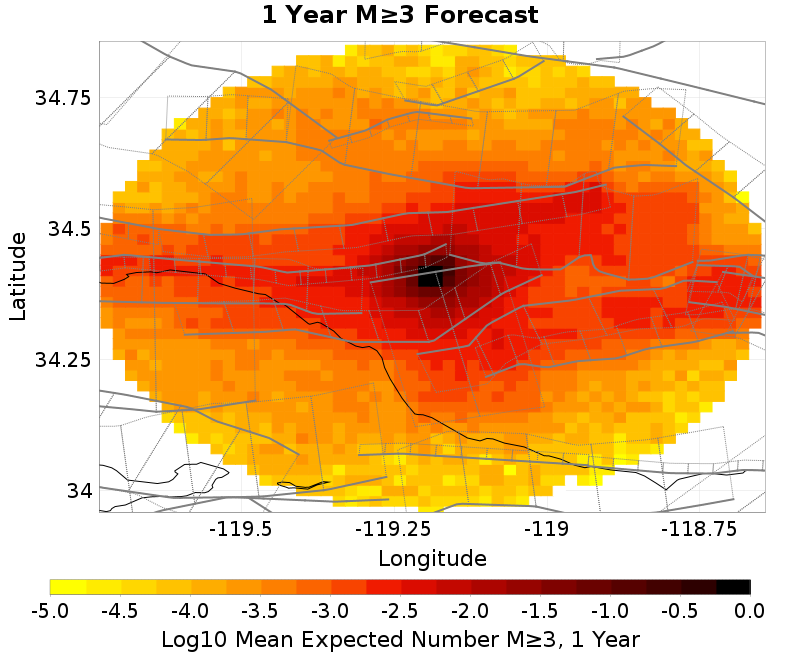 1 Year M≥3 Forecast
34.75
34.5
34.25
34
Latitude
-119.5
-119.25
-119
-118.75
Longitude
-5.0 -4.5 -4.0 -3.5 -3.0 -2.5 -2.0 -1.5 -1.0 -0.5 0.0
Log10 Mean Expected Number M≥3, 1 Year